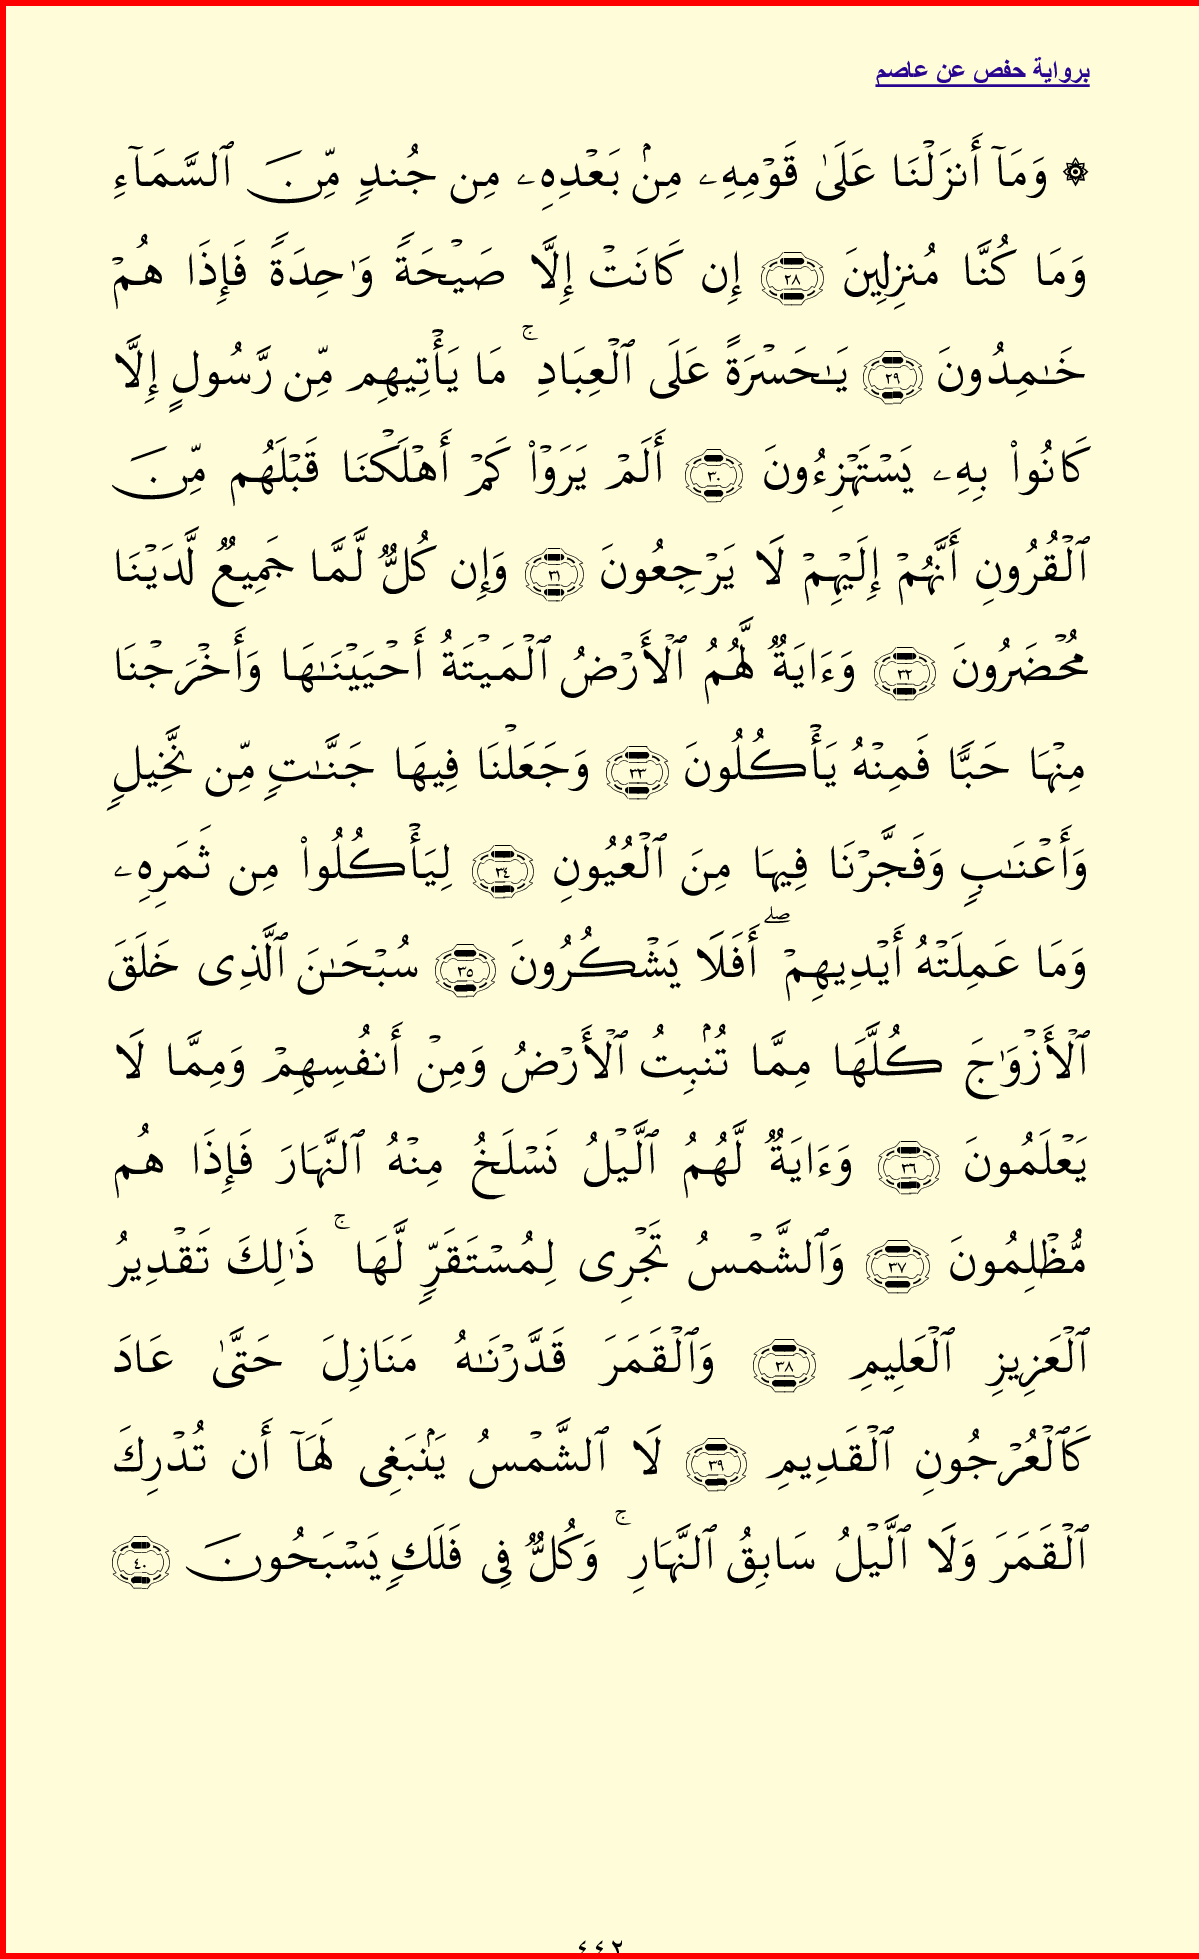 برواية حفص عن عاصم
۞ وَمَآ أَنزَلْنَا عَلَىٰ قَوْمِهِۦ مِنۢ بَعْدِهِۦ مِن جُندٍ مِّنَ ٱلسَّمَآءِ
وَمَا كُنَّا مُنزِلِينَ ٢٨ إِن كَانَتْ إِلَّا صَيْحَةً وَٰحِدَةً فَإِذَا هُمْ
خَـٰمِدُونَ ٢٩ يَـٰحَسْرَةً عَلَى ٱلْعِبَادِ ۚ مَا يَأْتِيهِم مِّن رَّسُولٍ إِلَّا
كَانُوا۟ بِهِۦ يَسْتَهْزِءُونَ ٣٠ أَلَمْ يَرَوْا۟ كَمْ أَهْلَكْنَا قَبْلَهُم مِّنَ
ٱلْقُرُونِ أَنَّهُمْ إِلَيْهِمْ لَا يَرْجِعُونَ ٣١ وَإِن كُلٌّ لَّمَّا جَمِيعٌ لَّدَيْنَا
مُحْضَرُونَ ٣٢ وَءَايَةٌ لَّهُمُ ٱلْأَرْضُ ٱلْمَيْتَةُ أَحْيَيْنَـٰهَا وَأَخْرَجْنَا
مِنْهَا حَبًّا فَمِنْهُ يَأْكُلُونَ ٣٣ وَجَعَلْنَا فِيهَا جَنَّـٰتٍ مِّن نَّخِيلٍ
وَأَعْنَـٰبٍ وَفَجَّرْنَا فِيهَا مِنَ ٱلْعُيُونِ ٣٤ لِيَأْكُلُوا۟ مِن ثَمَرِهِۦ
وَمَا عَمِلَتْهُ أَيْدِيهِمْ ۖ أَفَلَا يَشْكُرُونَ ٣٥ سُبْحَـٰنَ ٱلَّذِى خَلَقَ
ٱلْأَزْوَٰجَ كُلَّهَا مِمَّا تُنۢبِتُ ٱلْأَرْضُ وَمِنْ أَنفُسِهِمْ وَمِمَّا لَا
يَعْلَمُونَ ٣٦ وَءَايَةٌ لَّهُمُ ٱلَّيْلُ نَسْلَخُ مِنْهُ ٱلنَّهَارَ فَإِذَا هُم
مُّظْلِمُونَ ٣٧ وَٱلشَّمْسُ تَجْرِى لِمُسْتَقَرٍّ لَّهَا ۚ ذَٰلِكَ تَقْدِيرُ
ٱلْعَزِيزِ ٱلْعَلِيمِ ٣٨ وَٱلْقَمَرَ قَدَّرْنَـٰهُ مَنَازِلَ حَتَّىٰ عَادَ
كَٱلْعُرْجُونِ ٱلْقَدِيمِ ٣٩ لَا ٱلشَّمْسُ يَنۢبَغِى لَهَآ أَن تُدْرِكَ
ٱلْقَمَرَ وَلَا ٱلَّيْلُ سَابِقُ ٱلنَّهَارِ ۚ وَكُلٌّ فِى فَلَكٍ يَسْبَحُونَ ٤٠
٤٤٢